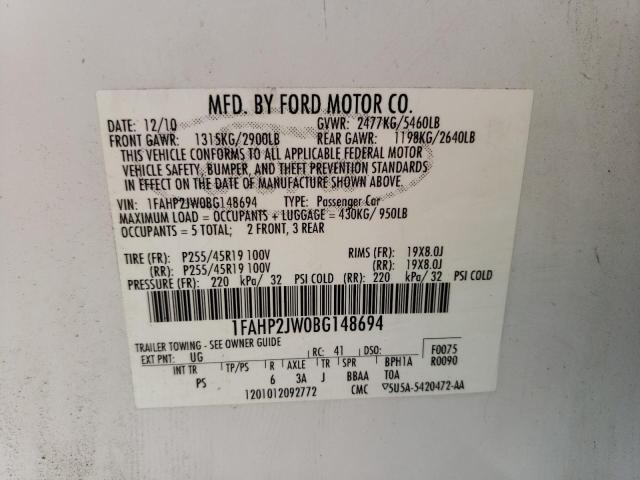 MFD. BY FORD MOTOR CO.
DATE: 12/10 GVWR: 2477KG/5460LB
FRONT GAWR: 1315KG/2900LB REAR GAWR: 1198KG/2640LB
THIS VEHICLE CONFORMS TO ALL APPLICABLE FEDERAL MOTOR
VEHICLE SAFETY, BUMPER, AND THEFT PREVENTION STANDARDS
IN EFFECT ON THE DATE OF MANUFACTURE SHOWN ABOVE.
VIN: 1FAHP2JW0BG148694 TYPE: Passenger Car
MAXIMUM LOAD = OCCUPANTS + LUGGAGE = 430KG/ 950LB
OCCUPANTS = 5 TOTAL; 2 FRONT, 3 REAR
TIRE (FR): P255/45R19 100V RIMS (FR): 19X8.0J
(RR): P255/45R19 100V (RR): 19X8.0J
PRESSURE (FR): 220 kPa/ 32 PSI COLD (RR): 220 kPa/ 32 PSI COLD
1FAHP2JW0BG148694
TRAILER TOWING - SEE OWNER GUIDE
EXT PNT: UG RC: 41 DSO: F0075
R0090
INT TR TP/PS R AXLE TR SPR BPH1A
PS 6 3A J BBAA TOA
1201012092772 CMC ▽5U5A-5420472-AA